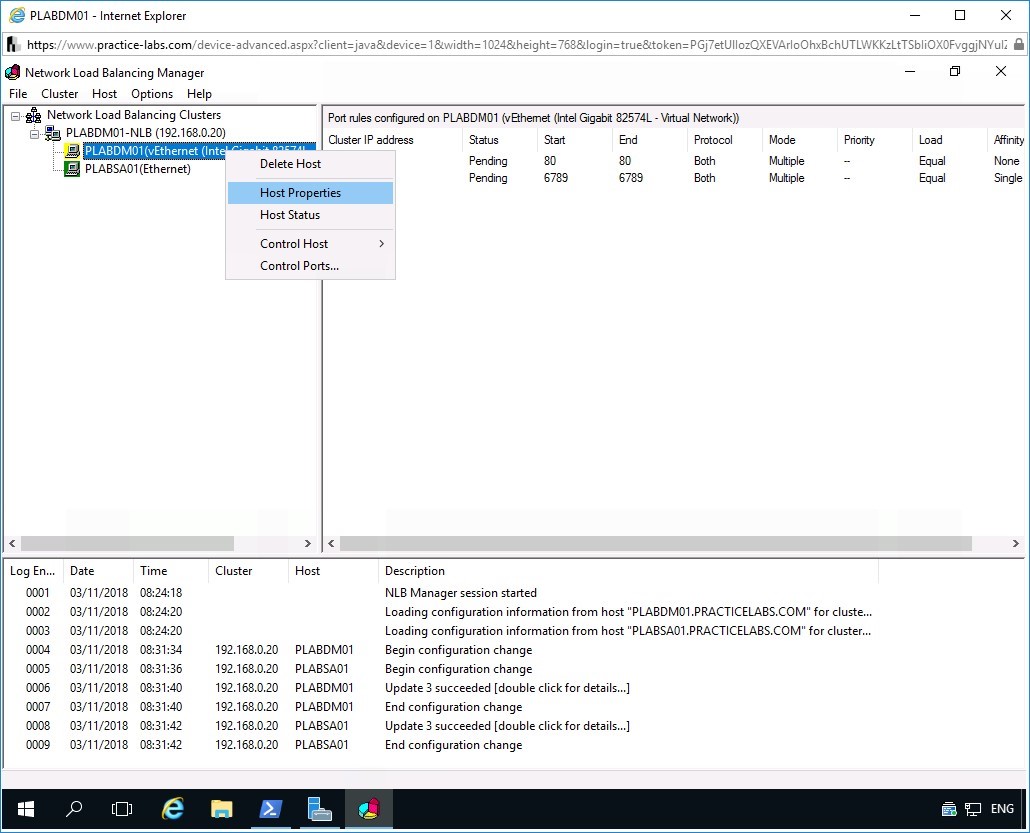 PLABDM01 - Internet Explorer
https://www.practice-labs.com/device-advanced.aspx?client=java&device=1&width=1024&height=768&login=true&token=
Network Load Balancing Manager
File Cluster Host Options Help
Network Load Balancing Clusters
PLABDM01-NLB (192.168.0.20)
PLABDM01(vEthernet (Intel Gigabit 82574L
PLABSA01(Ethernet)
Delete Host
Host Properties
Host Status
Control Host
Control Ports...
Port rules configured on PLABDM01 (vEthernet (Intel Gigabit 82574L - Virtual Network))
Cluster IP address Status Start End Protocol Mode Priority Load Affinity
Pending 80 80 Both Multiple -- Equal None
Pending 6789 6789 Both Multiple -- Equal Single
Log En... Date Time Cluster Host Description
0001 03/11/2018 08:24:18 NLB Manager session started
0002 03/11/2018 08:24:20 Loading configuration information from host "PLABDM01.PRACTICELABS.COM" for cluste...
0003 03/11/2018 08:24:20 Loading configuration information from host "PLABSA01.PRACTICELABS.COM" for cluster...
0004 03/11/2018 08:31:34 192.168.0.20 PLABDM01 Begin configuration change
0005 03/11/2018 08:31:36 192.168.0.20 PLABSA01 Begin configuration change
0006 03/11/2018 08:31:40 192.168.0.20 PLABDM01 Update 3 succeeded [double click for details...]
0007 03/11/2018 08:31:40 192.168.0.20 PLABDM01 End configuration change
0008 03/11/2018 08:31:42 192.168.0.20 PLABSA01 Update 3 succeeded [double click for details...]
0009 03/11/2018 08:31:42 192.168.0.20 PLABSA01 End configuration change
ENG